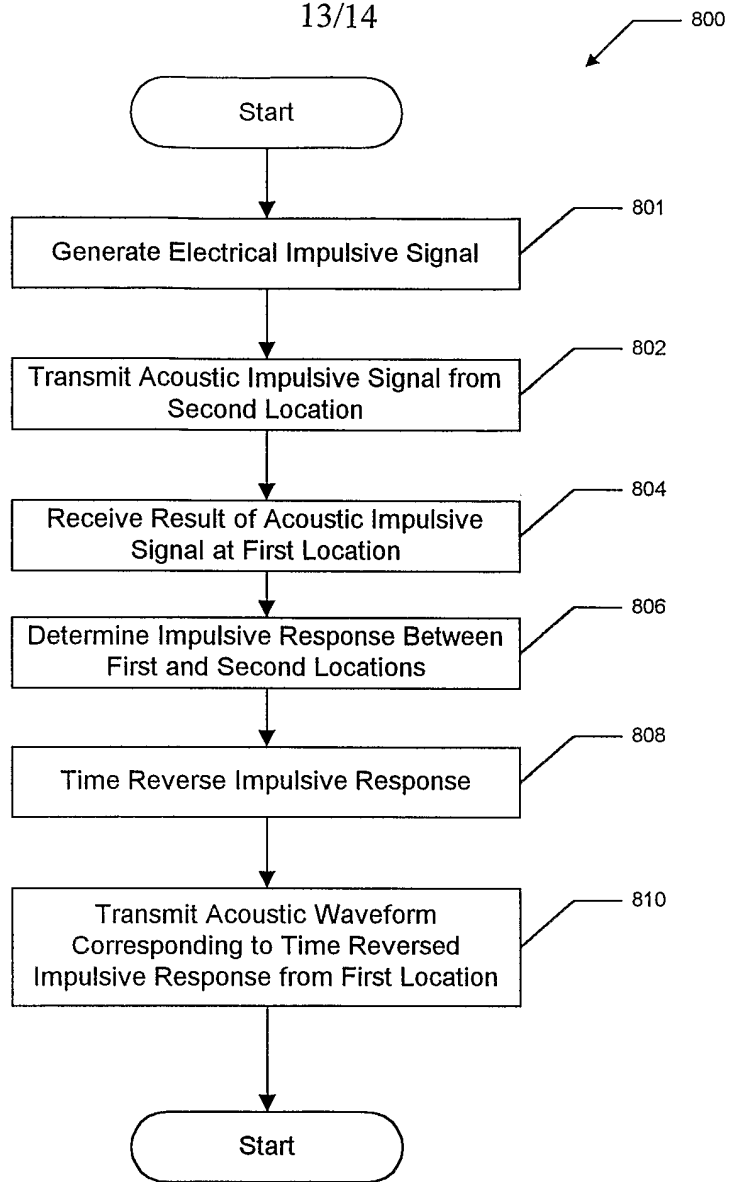 13/14
800
Start
801
Generate Electrical Impulsive Signal
802
Transmit Acoustic Impulsive Signal from
Second Location
804
Receive Result of Acoustic Impulsive
Signal at First Location
806
Determine Impulsive Response Between
First and Second Locations
808
Time Reverse Impulsive Response
810
Transmit Acoustic Waveform
Corresponding to Time Reversed
Impulsive Response from First Location
Start